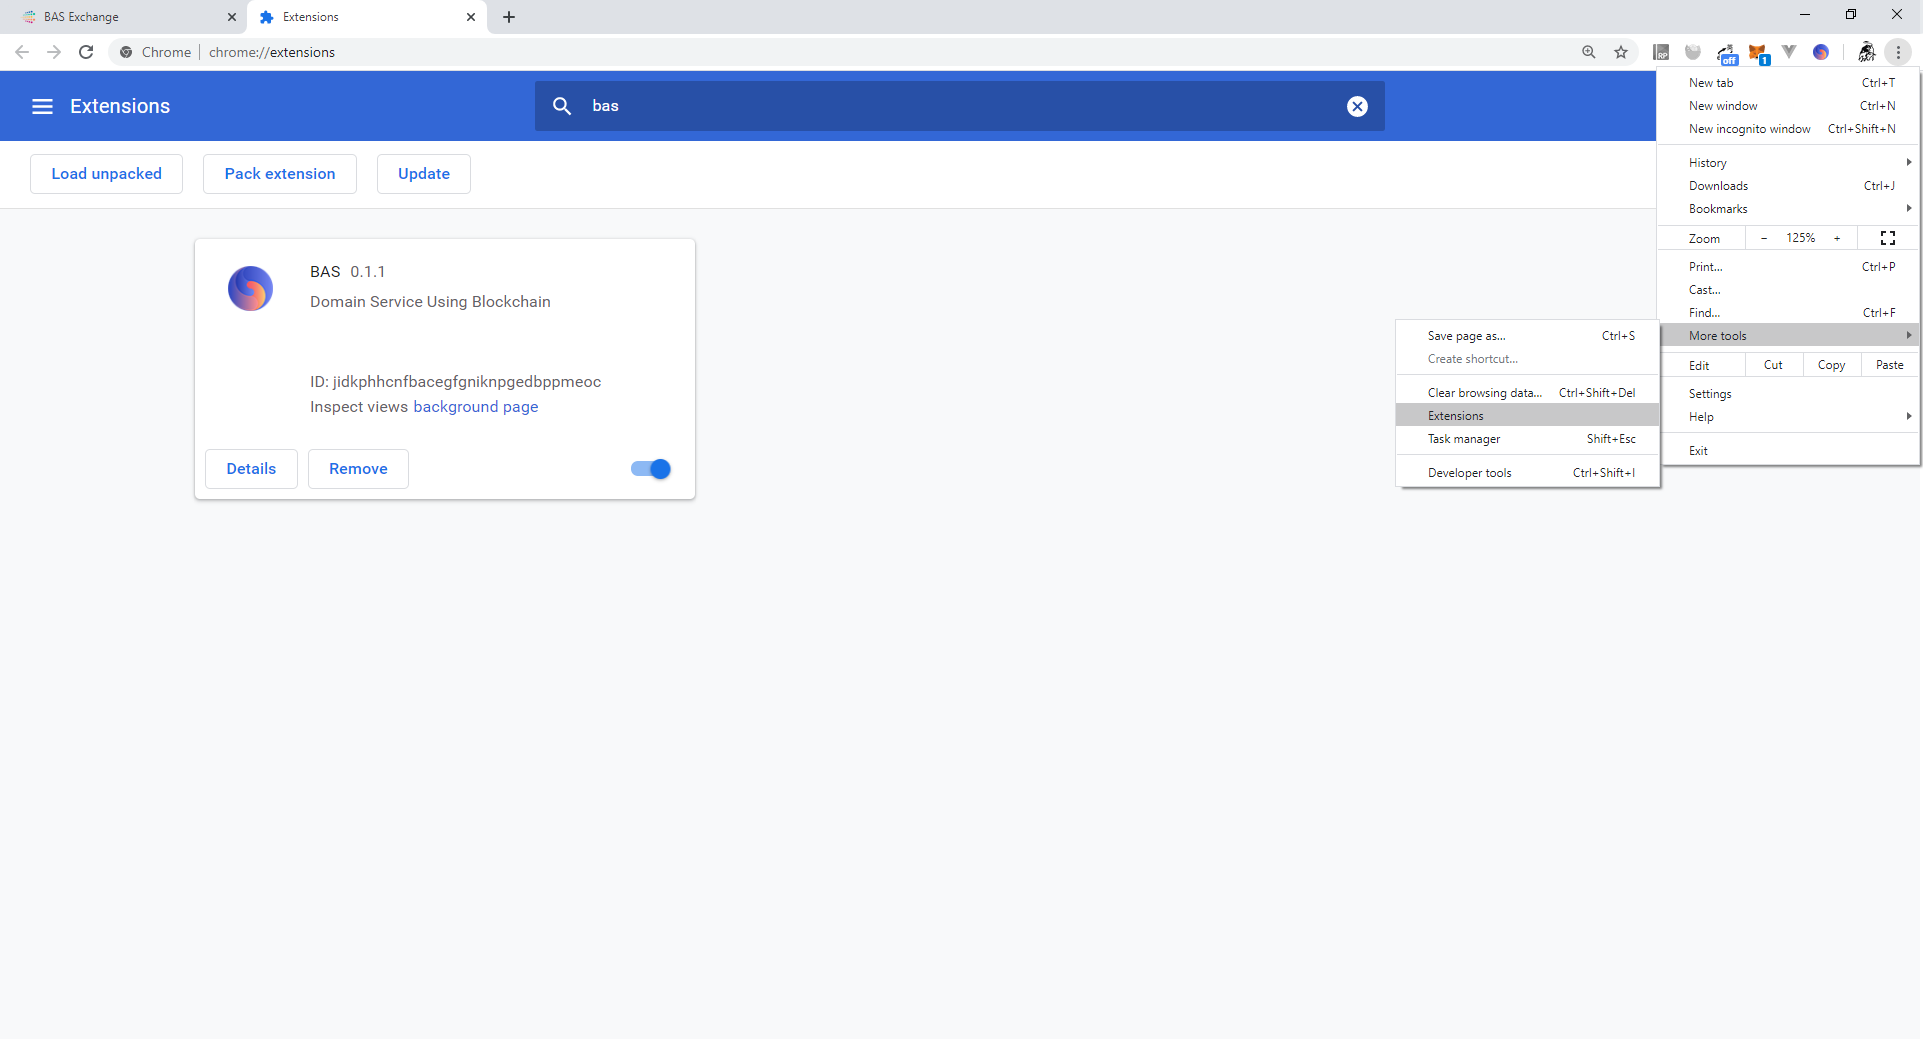 BAS Exchange
Extensions
Chrome
chrome://extensions
RP
off
1
Extensions
bas
Load unpacked
Pack extension
Update
BAS 0.1.1
Domain Service Using Blockchain
ID: jidkphhcnfbacegfgniknpgedbppmeoc
Inspect views background page
Details
Remove
New tab Ctrl+T
New window Ctrl+N
New incognito window Ctrl+Shift+N
History
Downloads Ctrl+J
Bookmarks
Zoom − 125% +
Print... Ctrl+P
Cast...
Find... Ctrl+F
More tools
Edit Cut Copy Paste
Settings
Help
Exit
Save page as... Ctrl+S
Create shortcut...
Clear browsing data... Ctrl+Shift+Del
Extensions
Task manager Shift+Esc
Developer tools Ctrl+Shift+I